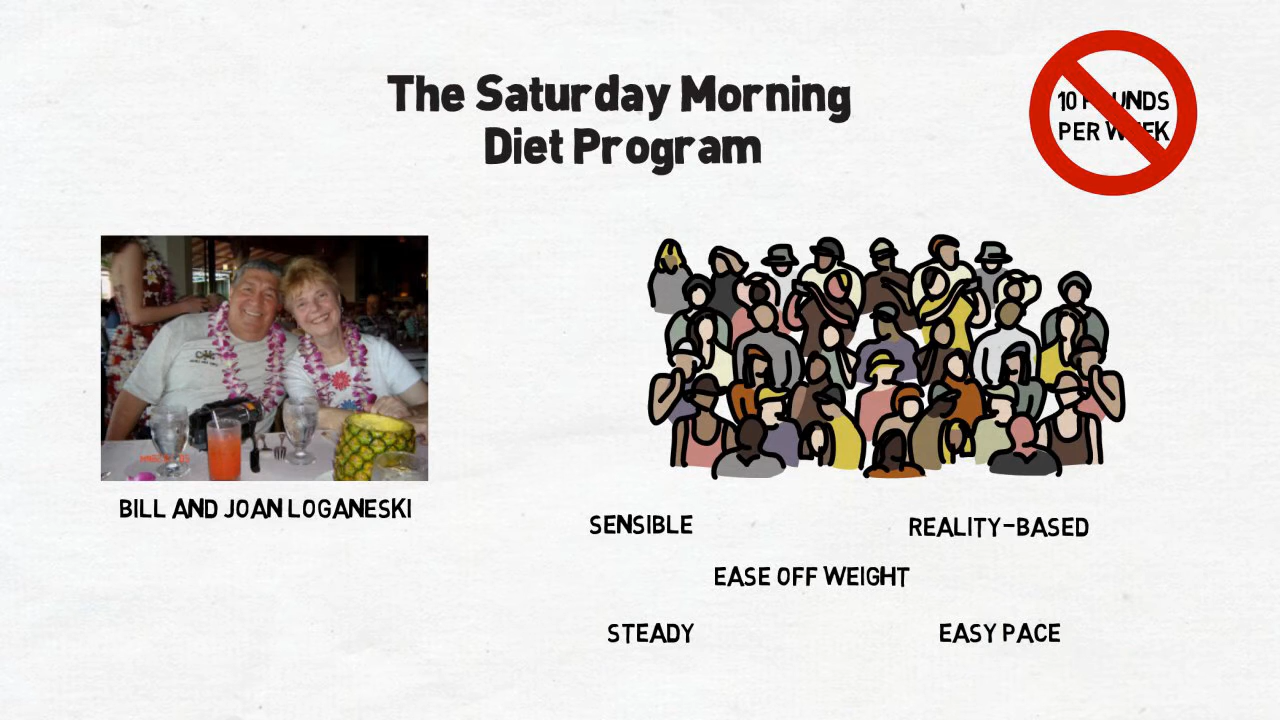 The Saturday Morning
Diet Program
10 POUNDS
PER WEEK
BILL AND JOAN LOGANESKI
SENSIBLE
REALITY-BASED
EASE OFF WEIGHT
STEADY
EASY PACE